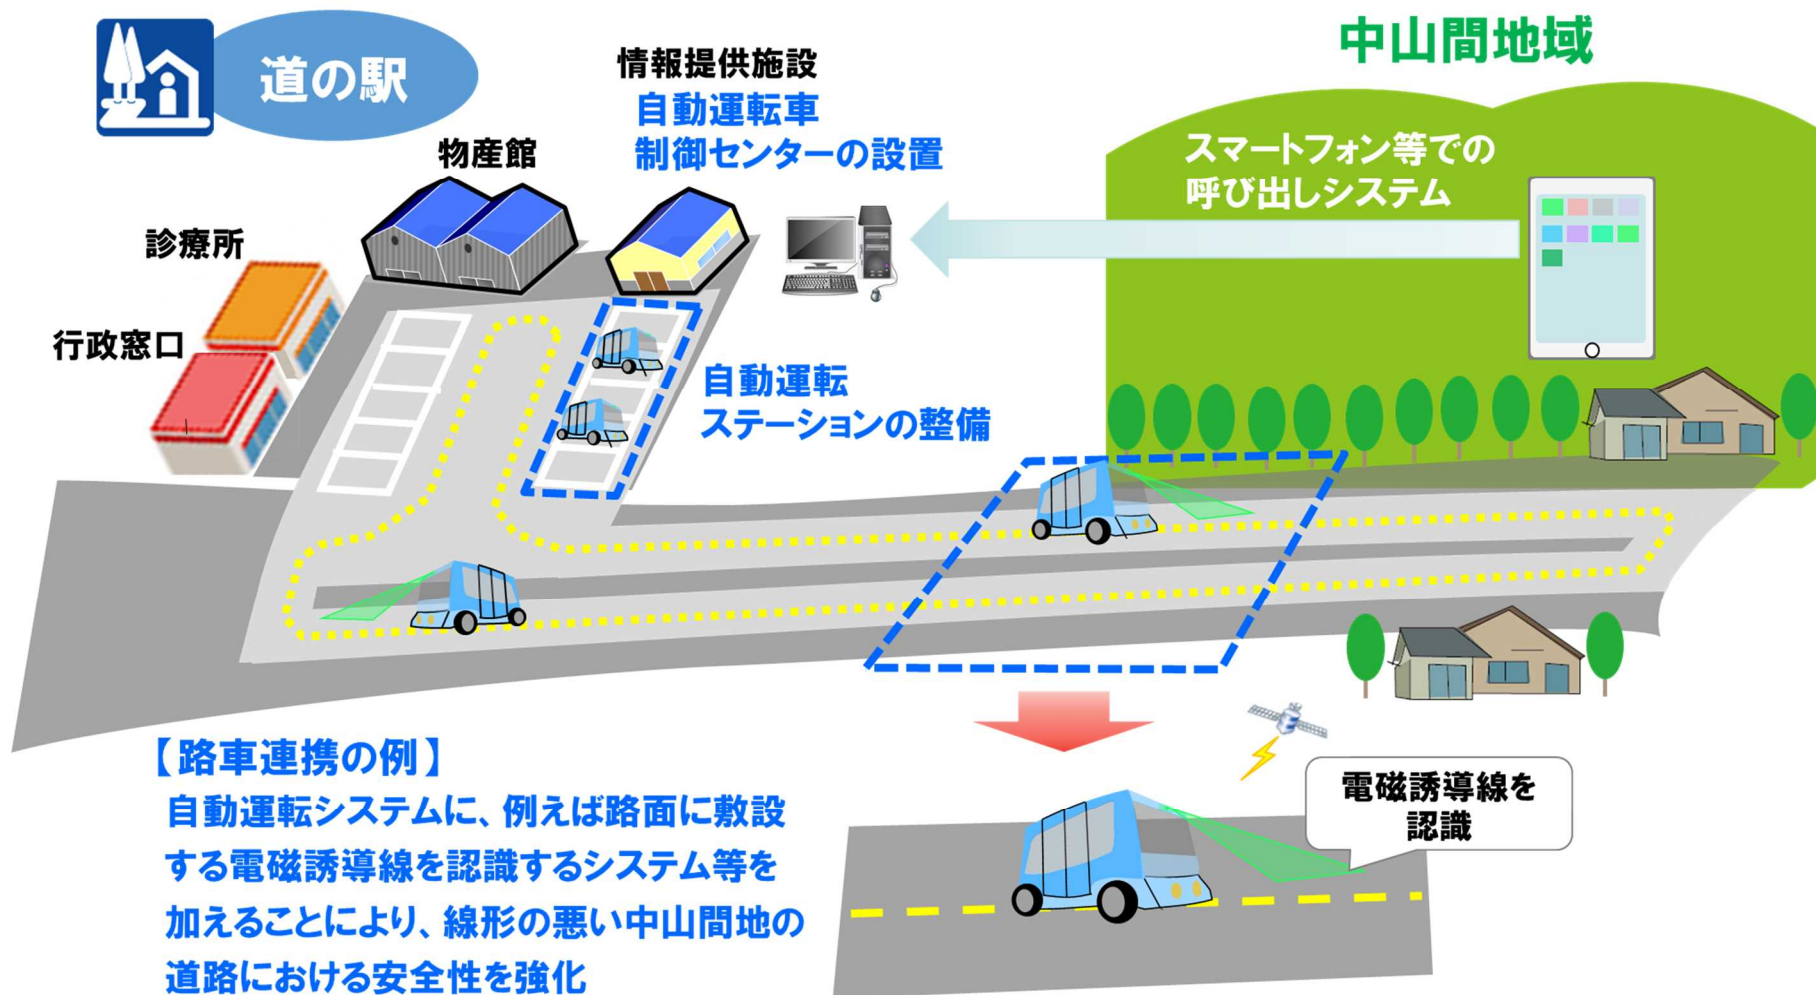 道の駅
情報提供施設
自動運転車
制御センターの設置
中山間地域
スマートフォン等での
呼び出しシステム
物産館
診療所
行政窓口
自動運転
ステーションの整備
【路車連携の例】
自動運転システムに、例えば路面に敷設
する電磁誘導線を認識するシステム等を
加えることにより、線形の悪い中山間地の
道路における安全性を強化
電磁誘導線を
認識